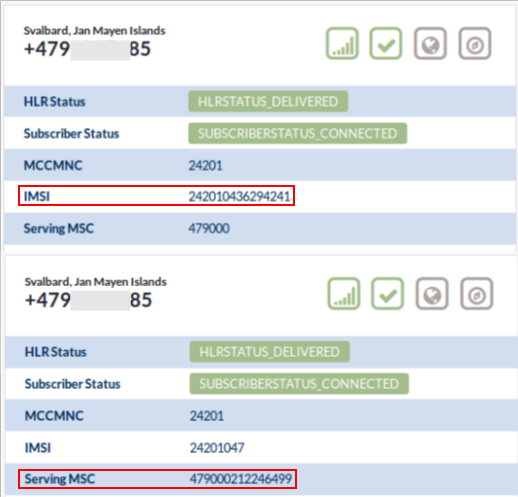 Svalbard, Jan Mayen Islands
+479 85
HLR Status HLRSTATUS_DELIVERED
Subscriber Status SUBSCRIBERSTATUS_CONNECTED
MCCMNC 24201
IMSI 242010436294241
Serving MSC 479000
Svalbard, Jan Mayen Islands
+479 85
HLR Status HLRSTATUS_DELIVERED
Subscriber Status SUBSCRIBERSTATUS_CONNECTED
MCCMNC 24201
IMSI 24201047
Serving MSC 479000212246499